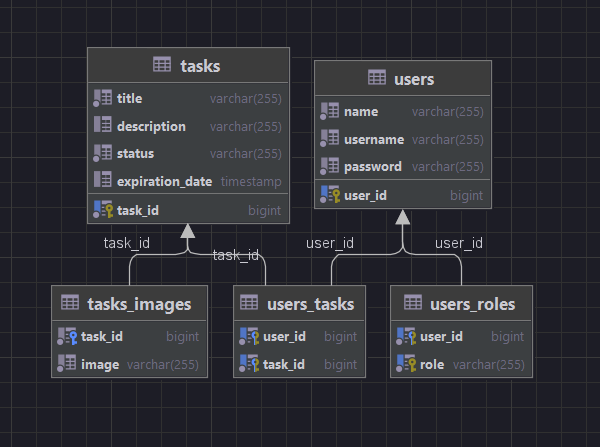 tasks
title varchar(255)
description varchar(255)
status varchar(255)
expiration_date timestamp
task_id bigint
users
name varchar(255)
username varchar(255)
password varchar(255)
user_id bigint
task_id
task_id
user_id
user_id
tasks_images
task_id bigint
image varchar(255)
users_tasks
user_id bigint
task_id bigint
users_roles
user_id bigint
role varchar(255)